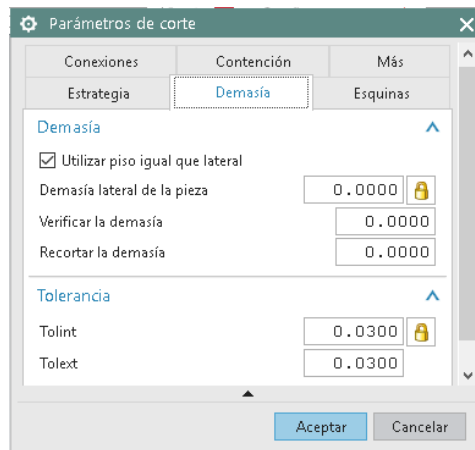 Parámetros de corte
Conexiones Contención Más
Estrategia Demasía Esquinas
Demasía
Utilizar piso igual que lateral
Demasía lateral de la pieza 0.0000
Verificar la demasía 0.0000
Recortar la demasía 0.0000
Tolerancia
Tolint 0.0300
Tolext 0.0300
Aceptar Cancelar